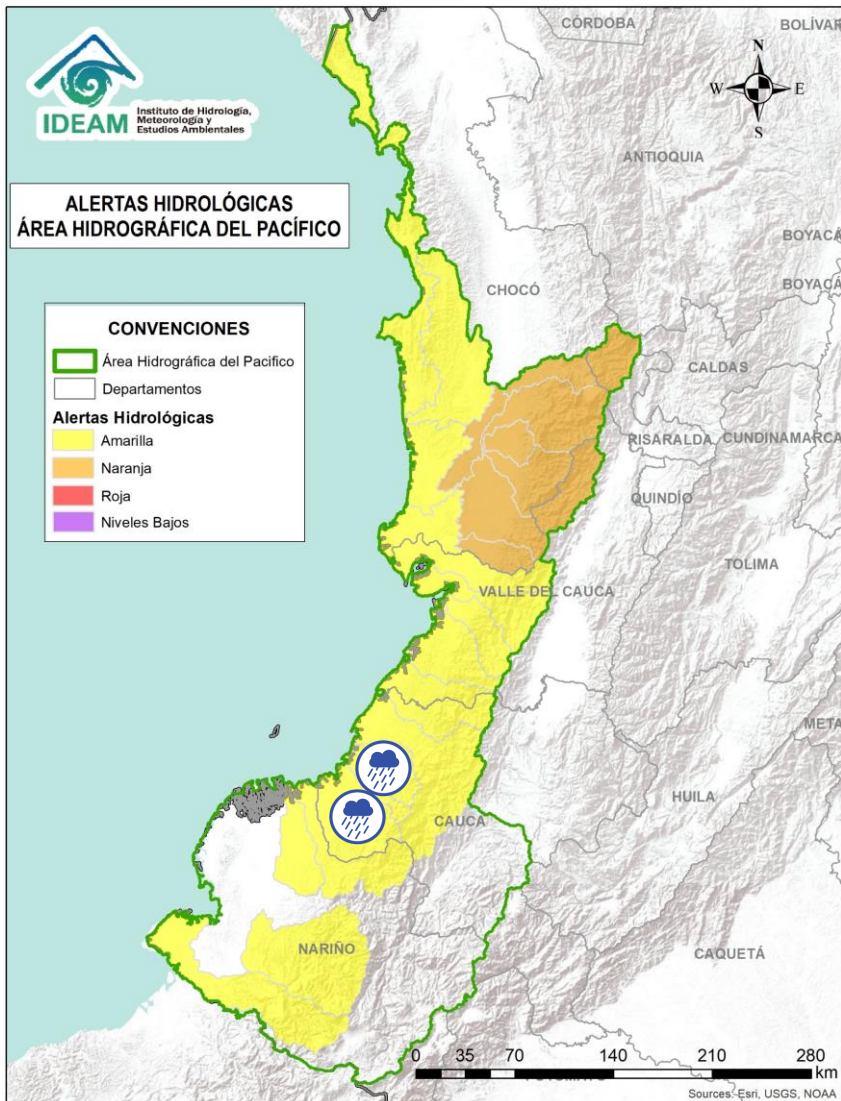 CÓRDOBA
BOLÍVAR
N
W
E
S
IDEAM
Instituto de Hidrología,
Meteorología y
Estudios Ambientales
ANTIOQUIA
ALERTAS HIDROLÓGICAS
ÁREA HIDROGRÁFICA DEL PACÍFICO
BOYACÁ
BOYACÁ
CHOCÓ
CONVENCIONES
Área Hidrográfica del Pacifico
Departamentos
Alertas Hidrológicas
Amarilla
Naranja
Roja
Niveles Bajos
CALDAS
RISARALDA
CUNDINAMARCA
QUINDÍO
TOLIMA
VALLE DEL CAUCA
META
HUILA
CAUCA
NARIÑO
CAQUETÁ
0 35 70 140 210 280
km
Sources: Esri, USGS, NOAA